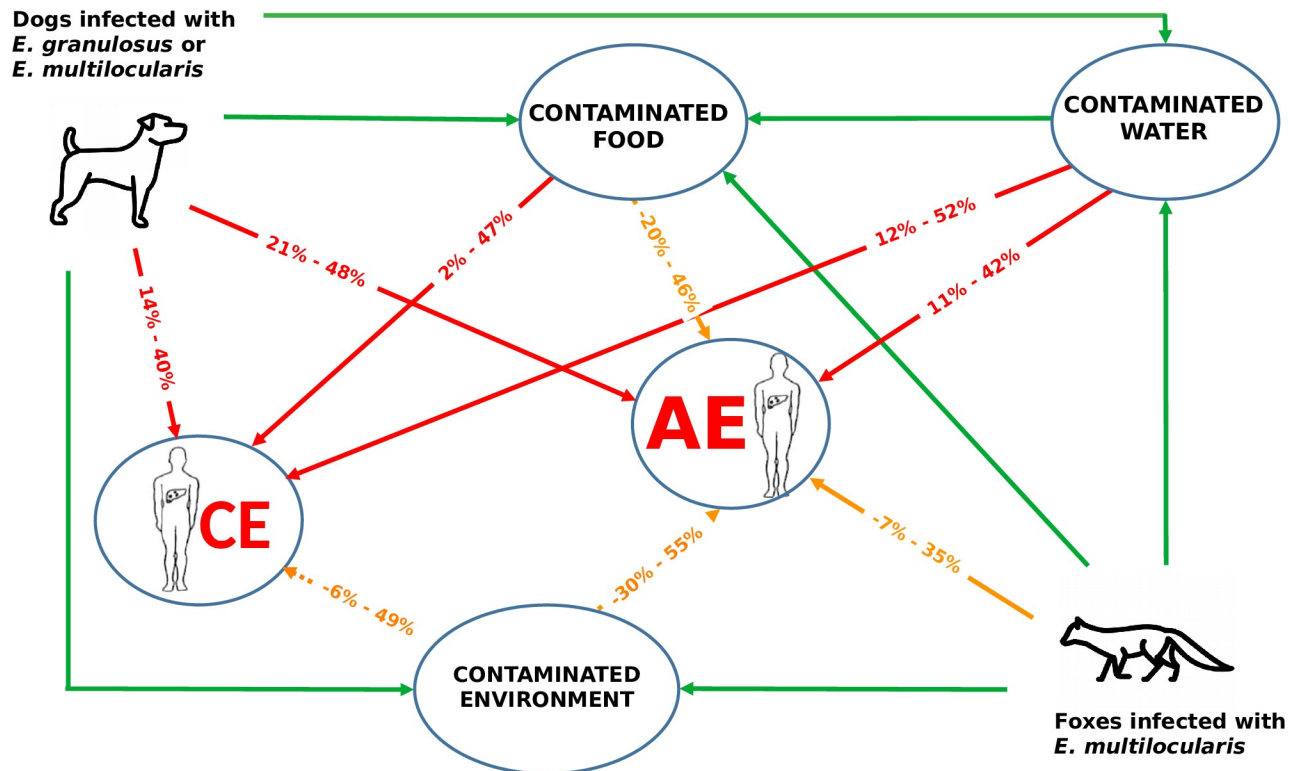 Dogs infected with
E. granulosus or
E. multilocularis
CONTAMINATED
FOOD
CONTAMINATED
WATER
21% - 48%
2% - 47%
-20% - 46%
12% - 52%
11% - 42%
14% - 40%
AE
CE
-6% - 49%
-30% - 55%
-7% - 35%
CONTAMINATED
ENVIRONMENT
Foxes infected with
E. multilocularis